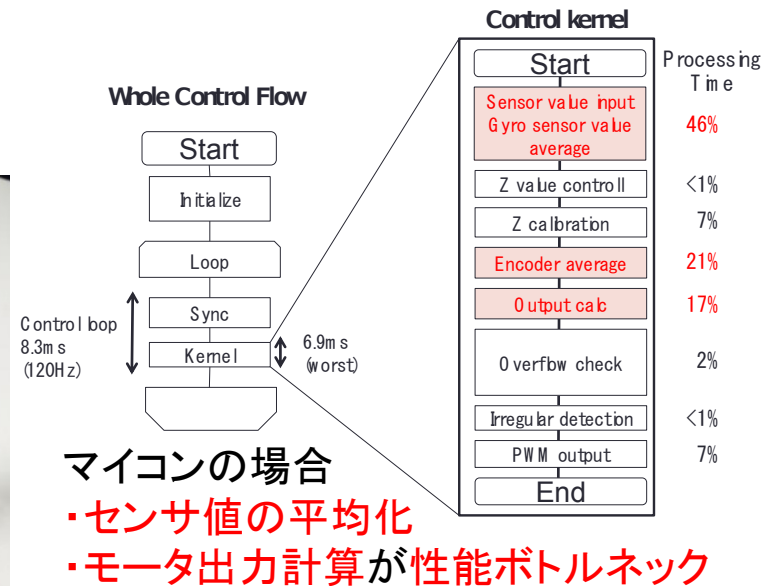 Whole Control Flow
Start
Initialize
Loop
Sync
Kernel
Control loop
8.3ms
(120Hz)
6.9ms
(worst)
Control kernel
Processing
Time
Start
Sensor value input
Gyro sensor value
average
46%
Z value controll
<1%
Z calibration
7%
Encoder average
21%
Output calc
17%
Overflow check
2%
Irregular detection
<1%
PWM output
7%
End
マイコンの場合
・センサ値の平均化
・モータ出力計算が性能ボトルネック